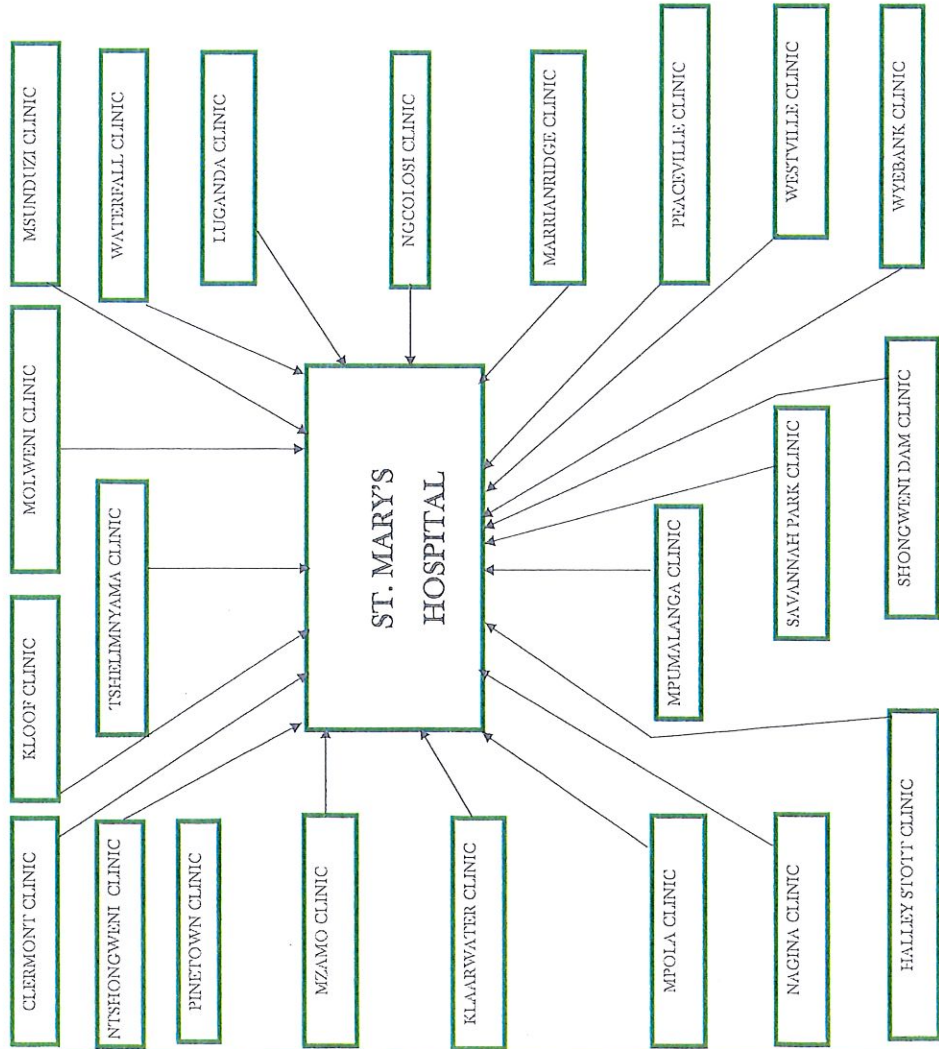 CLERMONT CLINIC
KLOOF CLINIC
MOLWENI CLINIC
MSUNDUZI CLINIC
NTSHONGWENI CLINIC
TSHELIMNYAMA CLINIC
WATERFALL CLINIC
PINETOWN CLINIC
LUGANDA CLINIC
MZAMO CLINIC
ST. MARY'S
HOSPITAL
NGCOLOSI CLINIC
KLAARWATER CLINIC
MARRIANRIDGE CLINIC
MPOLA CLINIC
MPUMALANGA CLINIC
PEACEVILLE CLINIC
NAGINA CLINIC
SAVANNAH PARK CLINIC
WESTVILLE CLINIC
HALLEY STOTT CLINIC
SHONGWENI DAM CLINIC
WYEBANK CLINIC